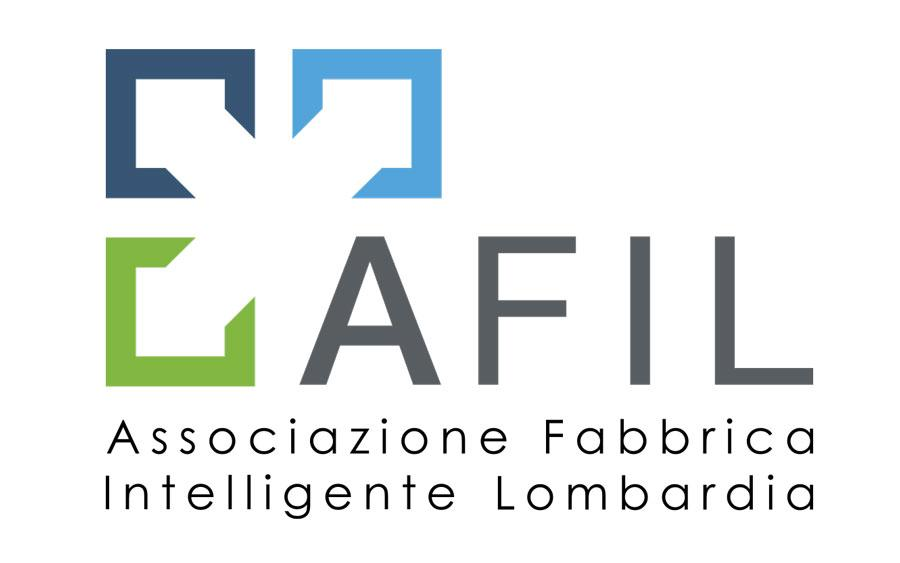 AFIL
Associazione Fabbrica
Intelligente Lombardia